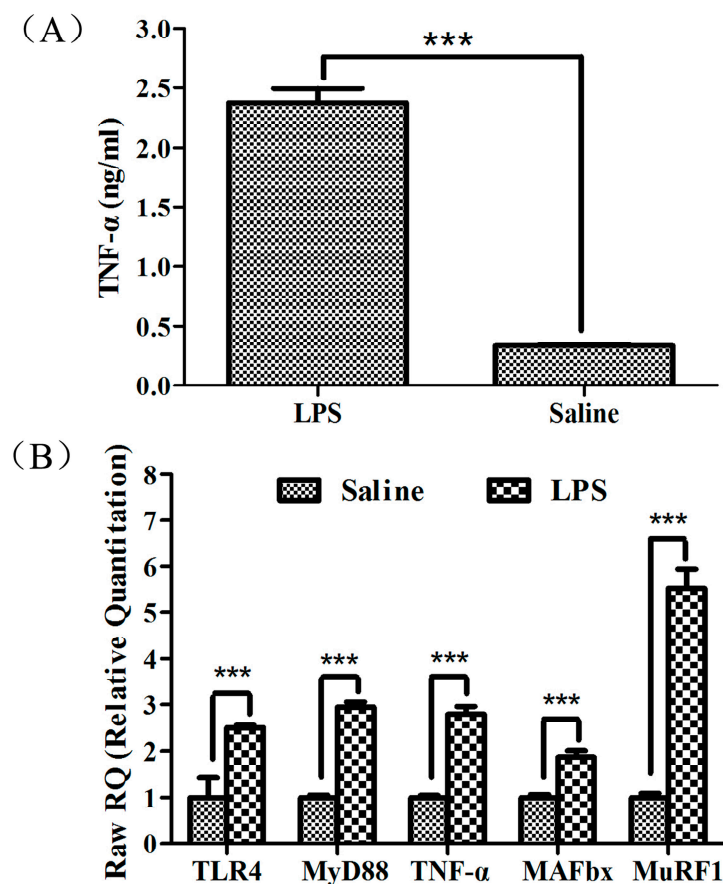 （A）
3.0
2.5
2.0
1.5
1.0
0.5
0.0
TNF-α (ng/ml)
***
LPS Saline
（B）
8
7
6
5
4
3
2
1
0
Raw RQ (Relative Quantitation)
Saline LPS
*** *** *** *** ***
TLR4 MyD88 TNF-α MAFbx MuRF1